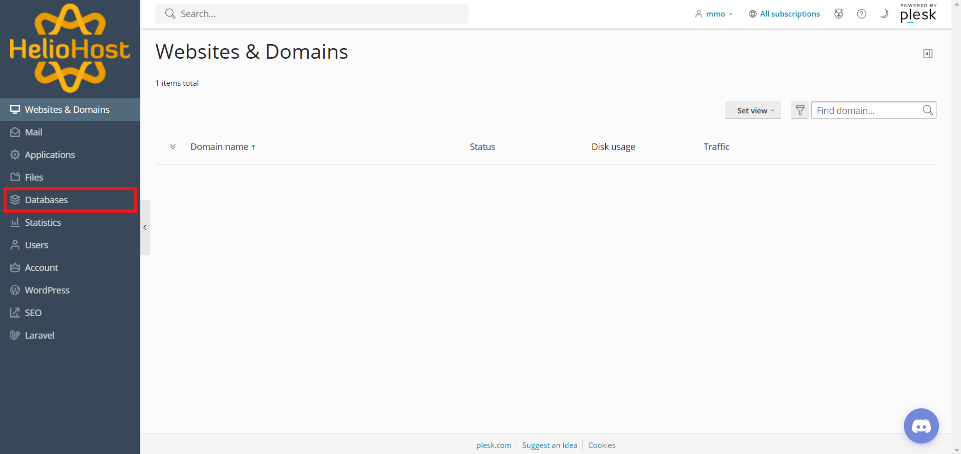 HelioHost
Search...
mmo
All subscriptions
POWERED BY
plesk
Websites & Domains
Mail
Applications
Files
Databases
Statistics
Users
Account
WordPress
SEO
Laravel
Websites & Domains
1 items total
Set view
Find domain...
Domain name ↑ Status Disk usage Traffic
plesk.com Suggest an Idea Cookies